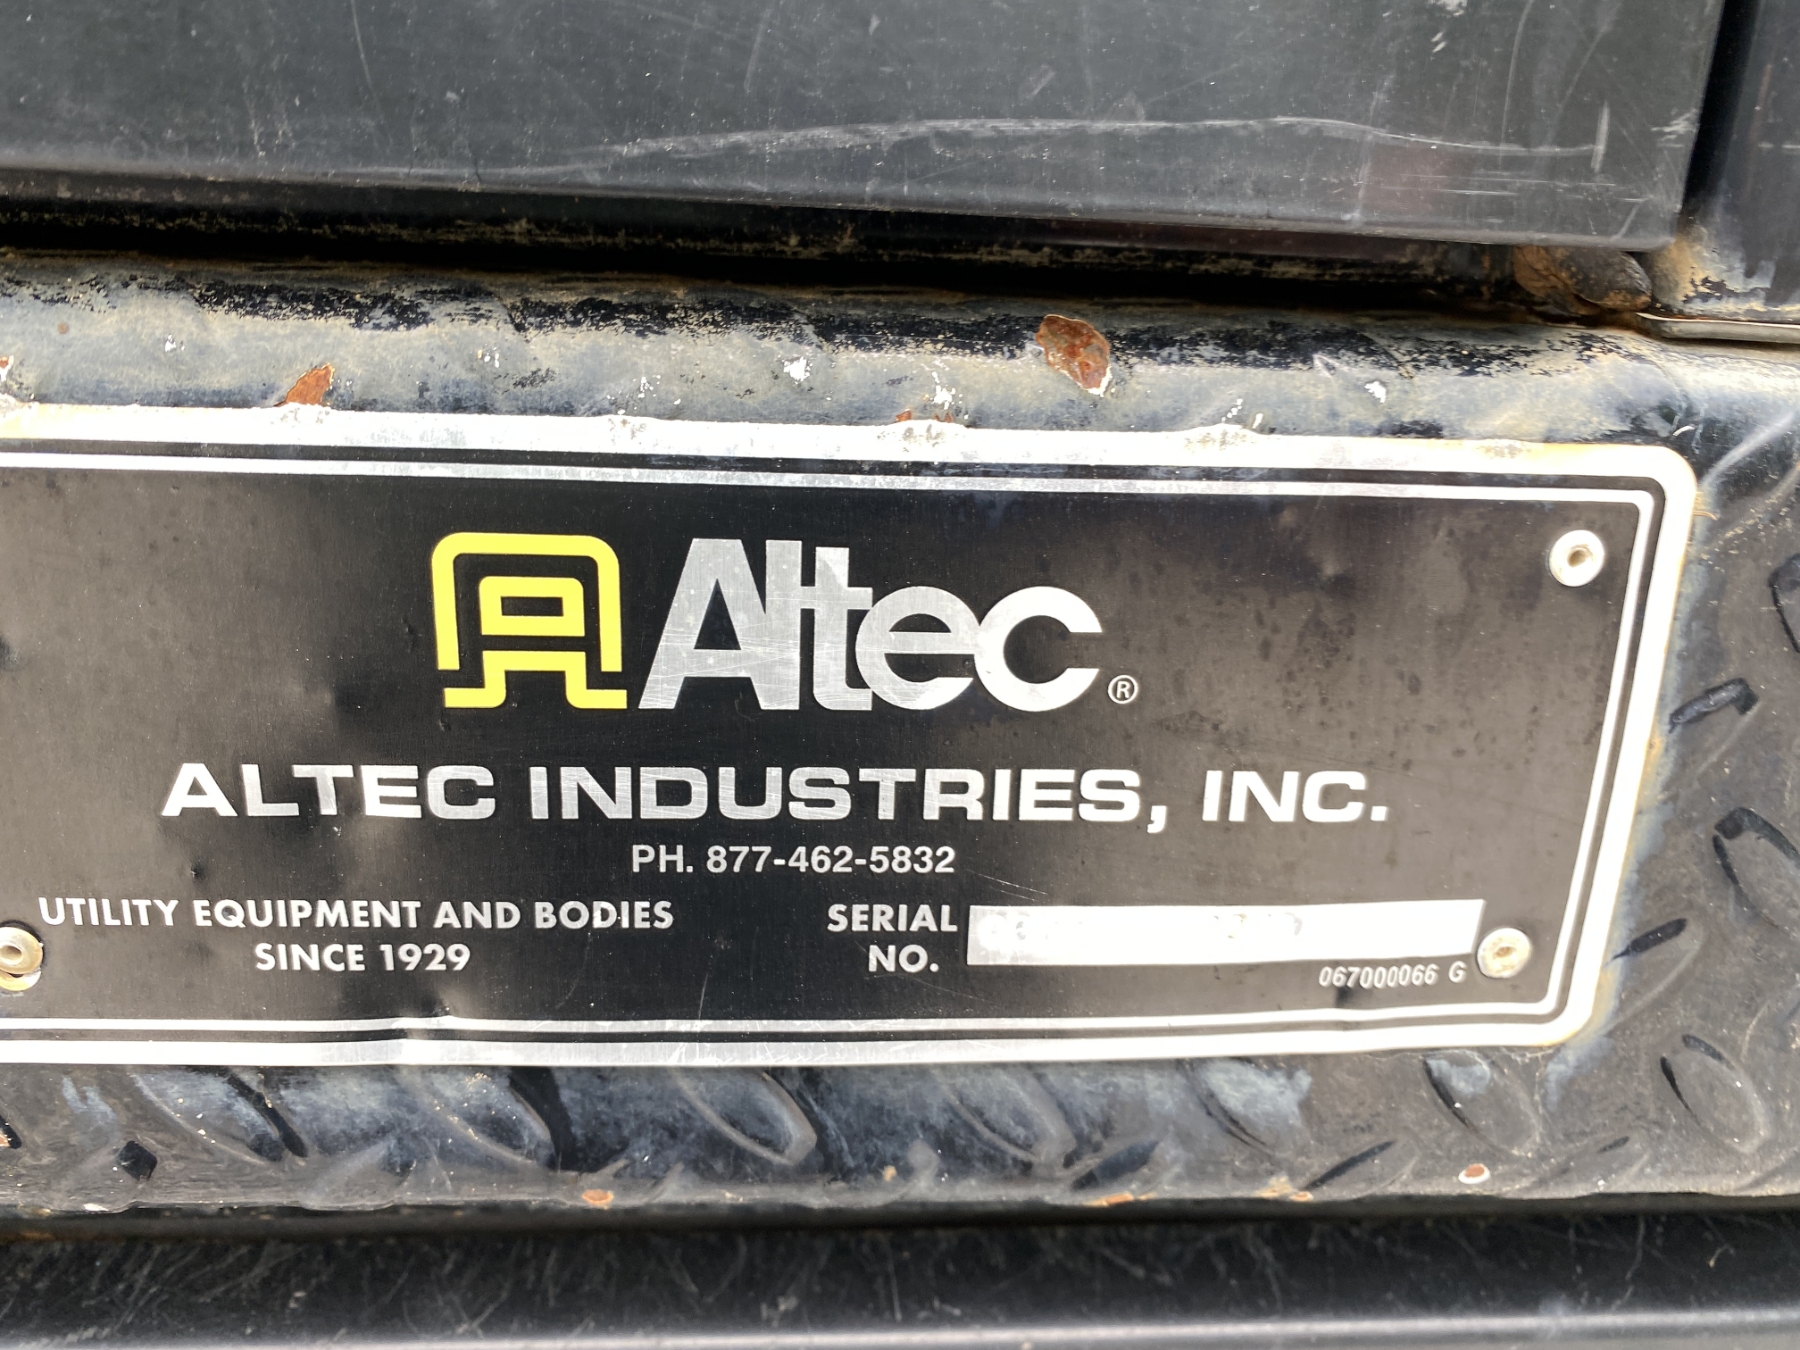 Altec®
ALTEC INDUSTRIES, INC.
PH. 877-462-5832
UTILITY EQUIPMENT AND BODIES
SINCE 1929
SERIAL
NO.
067000066 G